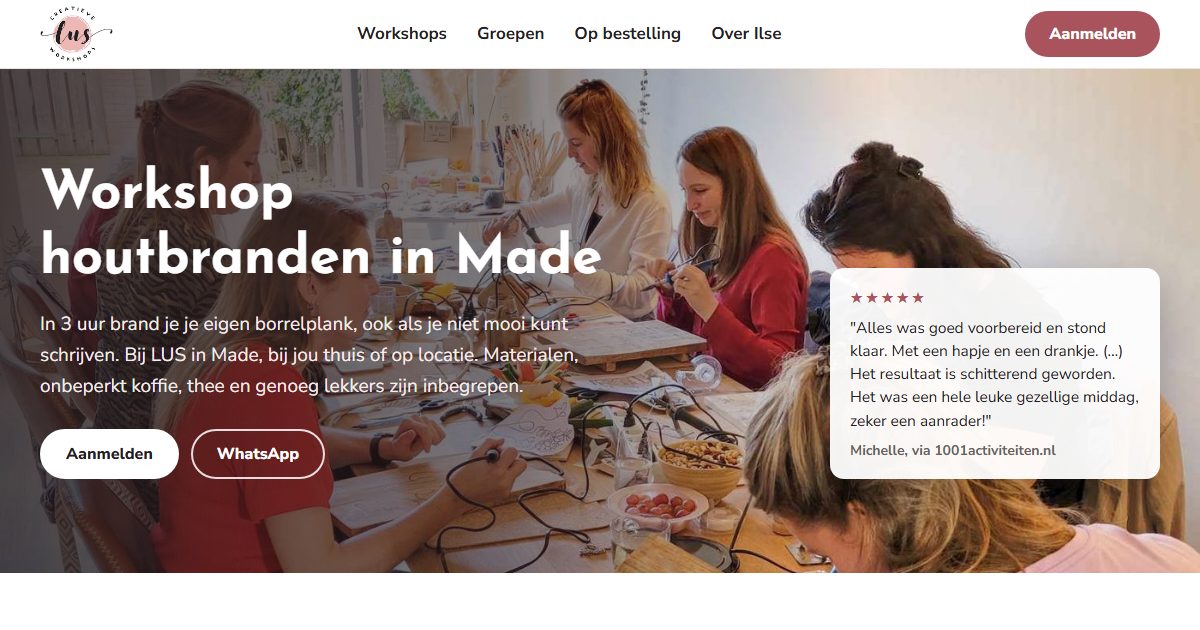 CREATIEVE
lus
WORKSHOPS
Workshops
Groepen
Op bestelling
Over Ilse
Aanmelden
Workshop
houtbranden in Made
In 3 uur brand je je eigen borrelplank, ook als je niet mooi kunt
schrijven. Bij LUS in Made, bij jou thuis of op locatie. Materialen,
onbeperkt koffie, thee en genoeg lekkers zijn inbegrepen.
Aanmelden
WhatsApp
★★★★★
"Alles was goed voorbereid en stond
klaar. Met een hapje en een drankje. (...)
Het resultaat is schitterend geworden.
Het was een hele leuke gezellige middag,
zeker een aanrader!"
Michelle, via 1001activiteiten.nl